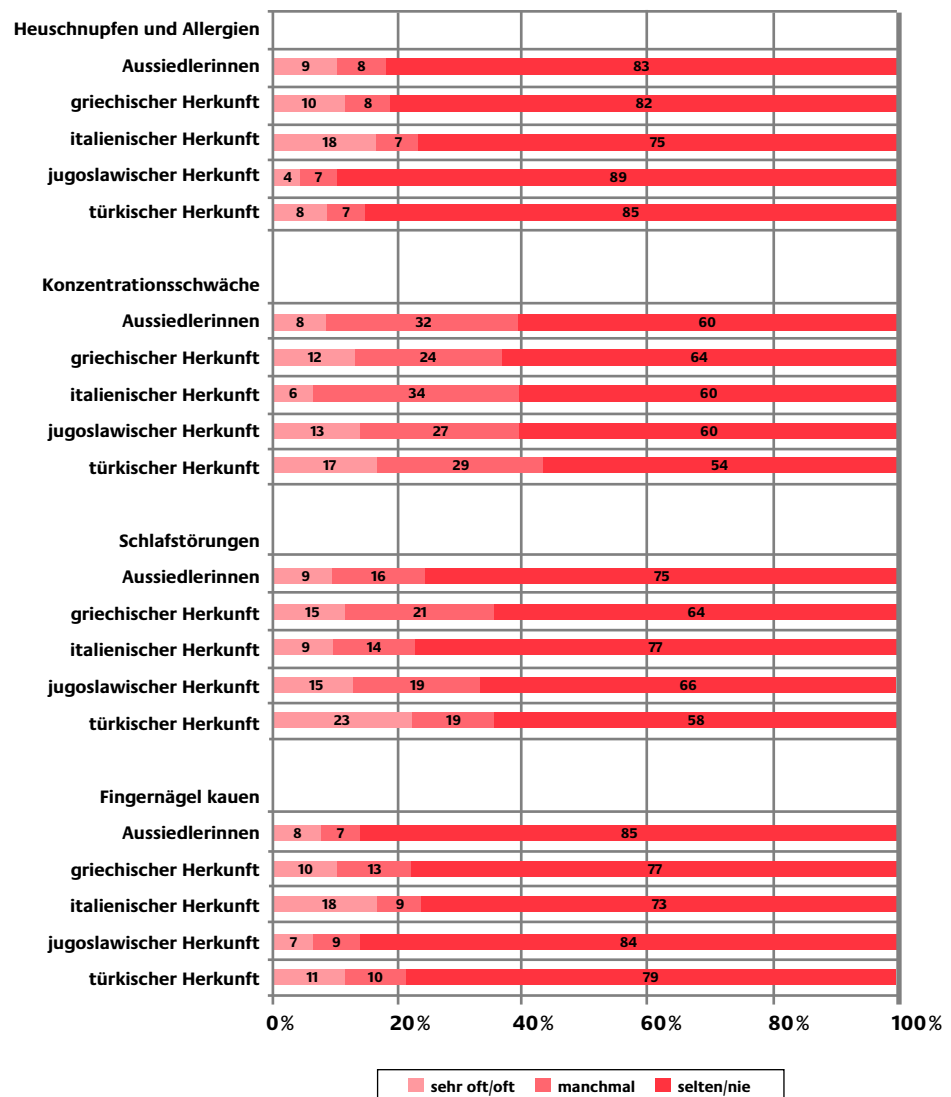 Heuschnupfen und Allergien
Aussiedlerinnen 9 8 83
griechischer Herkunft 10 8 82
italienischer Herkunft 18 7 75
jugoslawischer Herkunft 4 7 89
türkischer Herkunft 8 7 85
Konzentrationsschwäche
Aussiedlerinnen 8 32 60
griechischer Herkunft 12 24 64
italienischer Herkunft 6 34 60
jugoslawischer Herkunft 13 27 60
türkischer Herkunft 17 29 54
Schlafstörungen
Aussiedlerinnen 9 16 75
griechischer Herkunft 15 21 64
italienischer Herkunft 9 14 77
jugoslawischer Herkunft 15 19 66
türkischer Herkunft 23 19 58
Fingernägel kauen
Aussiedlerinnen 8 7 85
griechischer Herkunft 10 13 77
italienischer Herkunft 18 9 73
jugoslawischer Herkunft 7 9 84
türkischer Herkunft 11 10 79
0% 20% 40% 60% 80% 100%
sehr oft/oft manchmal selten/nie